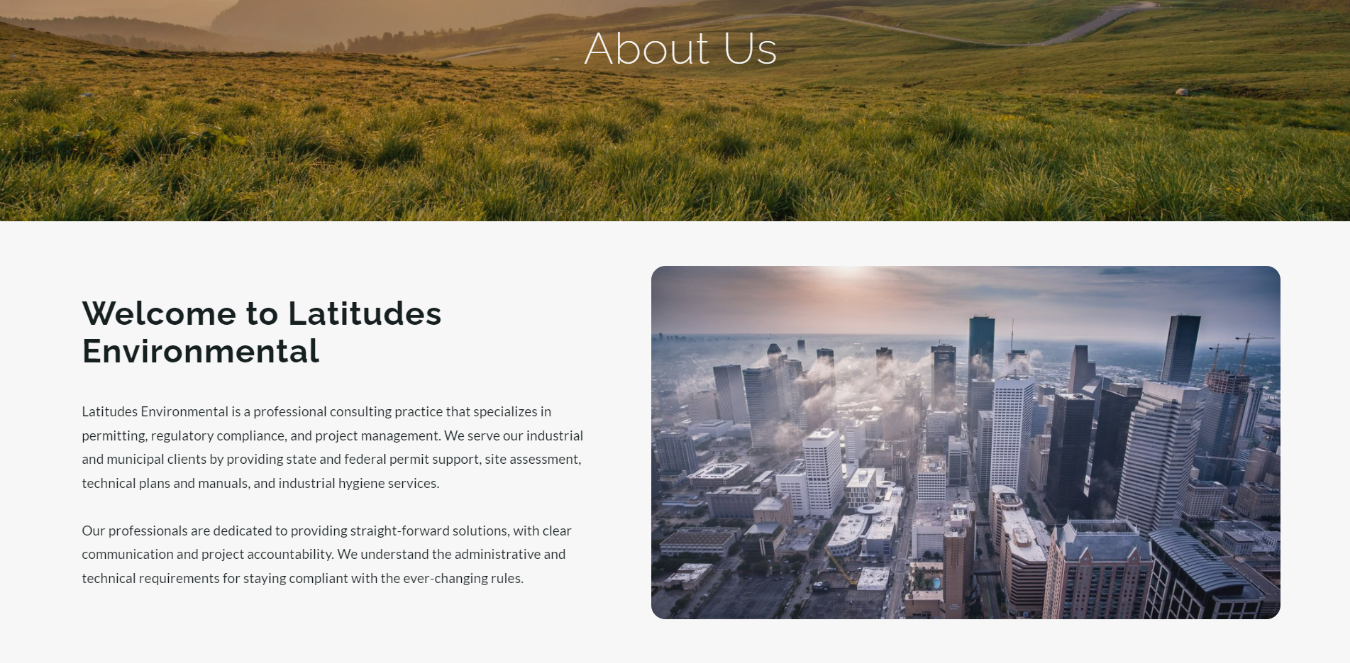 About Us
Welcome to Latitudes
Environmental
Latitudes Environmental is a professional consulting practice that specializes in
permitting, regulatory compliance, and project management. We serve our industrial
and municipal clients by providing state and federal permit support, site assessment,
technical plans and manuals, and industrial hygiene services.
Our professionals are dedicated to providing straight-forward solutions, with clear
communication and project accountability. We understand the administrative and
technical requirements for staying compliant with the ever-changing rules.